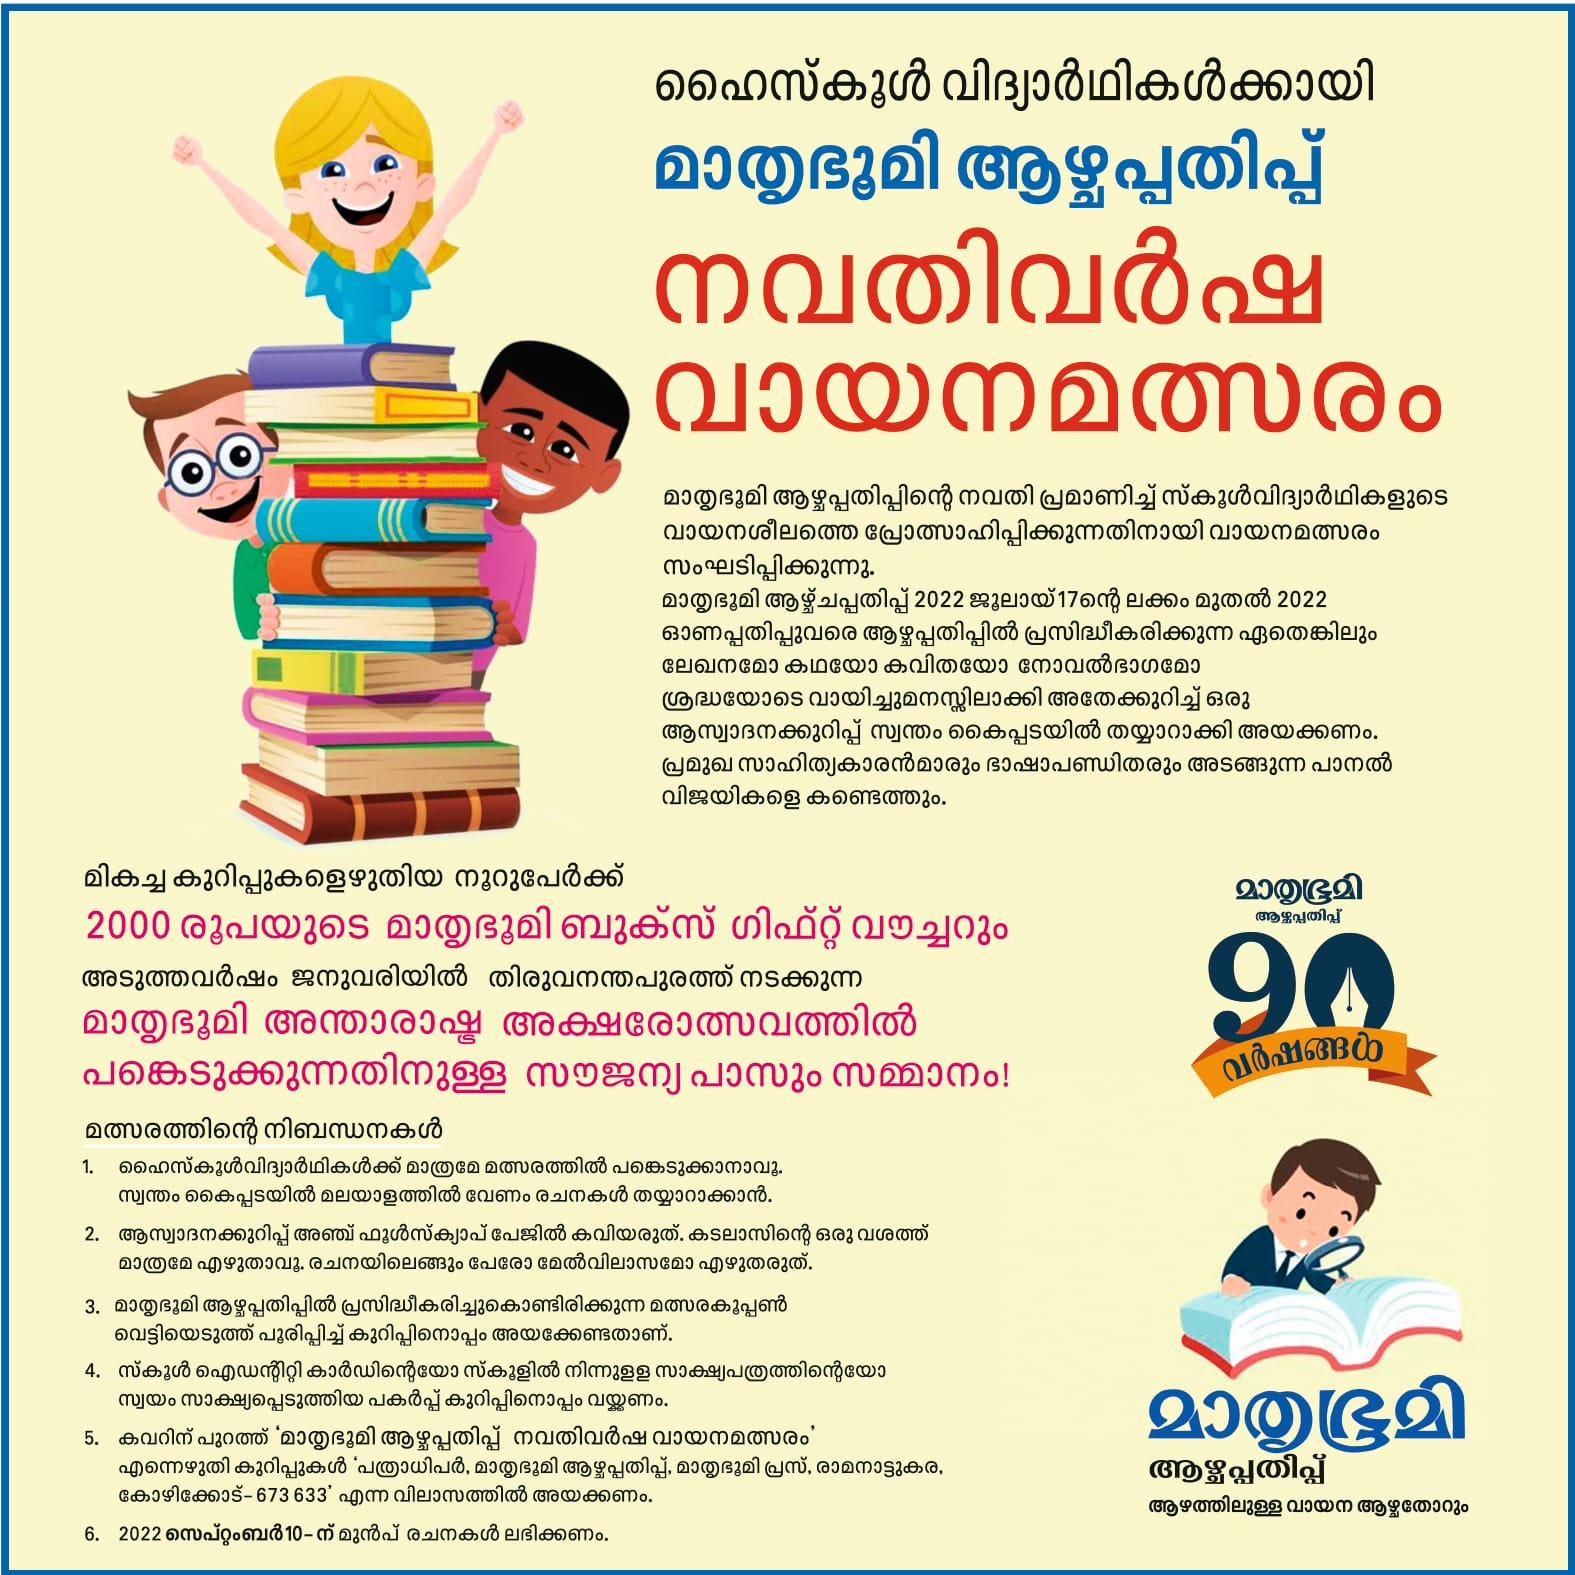 ഹൈസ്കൂൾ വിദ്യാർഥികൾക്കായി
മാതൃഭൂമി ആഴ്ചപ്പതിപ്പ്
നവതിവർഷ
വായനമത്സരം
മാതൃഭൂമി ആഴ്ചപ്പതിപ്പിന്റെ നവതി പ്രമാണിച്ച് സ്കൂൾവിദ്യാർഥികളുടെ
വായനശീലത്തെ പ്രോത്സാഹിപ്പിക്കുന്നതിനായി വായനമത്സരം
സംഘടിപ്പിക്കുന്നു.
മാതൃഭൂമി ആഴ്ച്ചപ്പതിപ്പ് 2022 ജൂലായ് 17ന്റെ ലക്കം മുതൽ 2022
ഓണപ്പതിപ്പുവരെ ആഴ്ചപ്പതിപ്പിൽ പ്രസിദ്ധീകരിക്കുന്ന ഏതെങ്കിലും
ലേഖനമോ കഥയോ കവിതയോ നോവൽഭാഗമോ
ശ്രദ്ധയോടെ വായിച്ചുമനസ്സിലാക്കി അതേക്കുറിച്ച് ഒരു
ആസ്വാദനക്കുറിപ്പ് സ്വന്തം കൈപ്പടയിൽ തയ്യാറാക്കി അയക്കണം.
പ്രമുഖ സാഹിത്യകാരൻമാരും ഭാഷാപണ്ഡിതരും അടങ്ങുന്ന പാനൽ
വിജയികളെ കണ്ടെത്തും.
മികച്ച കുറിപ്പുകളെഴുതിയ നൂറുപേർക്ക്
2000 രൂപയുടെ മാതൃഭൂമി ബുക്സ് ഗിഫ്റ്റ് വൗച്ചറും
അടുത്തവർഷം ജനുവരിയിൽ തിരുവനന്തപുരത്ത് നടക്കുന്ന
മാതൃഭൂമി അന്താരാഷ്ട്ര അക്ഷരോത്സവത്തിൽ
പങ്കെടുക്കുന്നതിനുള്ള സൗജന്യ പാസും സമ്മാനം!
മാതൃഭൂമി
ആഴ്ചപ്പതിപ്പ്
90
വർഷങ്ങൾ
മത്സരത്തിന്റെ നിബന്ധനകൾ
1. ഹൈസ്കൂൾവിദ്യാർഥികൾക്ക് മാത്രമേ മത്സരത്തിൽ പങ്കെടുക്കാനാവൂ.
സ്വന്തം കൈപ്പടയിൽ മലയാളത്തിൽ വേണം രചനകൾ തയ്യാറാക്കാൻ.
2. ആസ്വാദനക്കുറിപ്പ് അഞ്ച് ഫൂൾസ്ക്യാപ് പേജിൽ കവിയരുത്. കടലാസിന്റെ ഒരു വശത്ത്
മാത്രമേ എഴുതാവൂ. രചനയിലെങ്ങും പേരോ മേൽവിലാസമോ എഴുതരുത്.
3. മാതൃഭൂമി ആഴ്ചപ്പതിപ്പിൽ പ്രസിദ്ധീകരിച്ചുകൊണ്ടിരിക്കുന്ന മത്സരകൂപ്പൺ
വെട്ടിയെടുത്ത് പൂരിപ്പിച്ച് കുറിപ്പിനൊപ്പം അയക്കേണ്ടതാണ്.
4. സ്കൂൾ ഐഡന്റിറ്റി കാർഡിന്റെയോ സ്കൂളിൽ നിന്നുളള സാക്ഷ്യപത്രത്തിന്റെയോ
സ്വയം സാക്ഷ്യപ്പെടുത്തിയ പകർപ്പ് കുറിപ്പിനൊപ്പം വയ്ക്കണം.
5. കവറിന് പുറത്ത് ‘മാതൃഭൂമി ആഴ്ചപ്പതിപ്പ് നവതിവർഷ വായനമത്സരം’
എന്നെഴുതി കുറിപ്പുകൾ ‘പത്രാധിപർ, മാതൃഭൂമി ആഴ്ചപ്പതിപ്പ്, മാതൃഭൂമി പ്രസ്, രാമനാട്ടുകര,
കോഴിക്കോട്- 673 633’ എന്ന വിലാസത്തിൽ അയക്കണം.
6. 2022 സെപ്റ്റംബർ 10- ന് മുൻപ് രചനകൾ ലഭിക്കണം.
മാതൃഭൂമി
ആഴ്ചപ്പതിപ്പ്
ആഴത്തിലുള്ള വായന ആഴ്ചതോറും